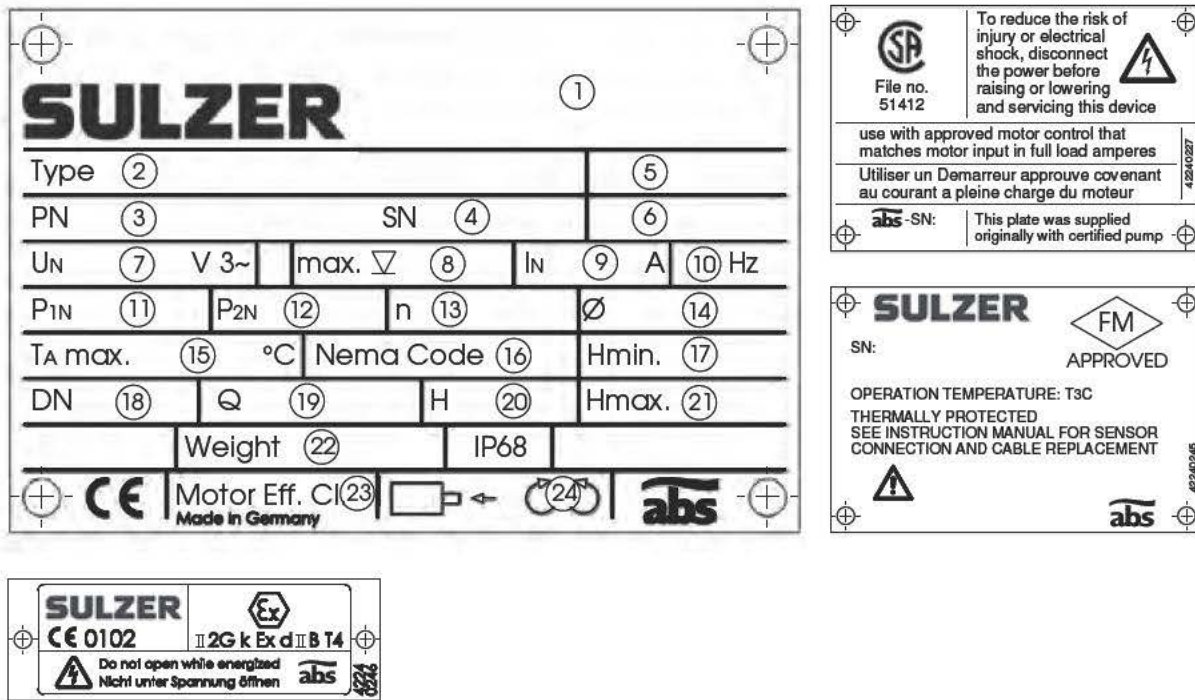 SULZER ①
Type ② ⑤
PN ③ SN ④ ⑥
UN ⑦ V 3~ max. ▽ ⑧ IN ⑨ A ⑩ Hz
P1N ⑪ P2N ⑫ n ⑬ Ø ⑭
TA max. ⑮ °C Nema Code ⑯ Hmin. ⑰
DN ⑱ Q ⑲ H ⑳ Hmax. ㉑
Weight ㉒ IP68
CE Motor Eff. Cl ㉓ ㉔ abs
Made in Germany
CSA
File no.
51412
To reduce the risk of
injury or electrical
shock, disconnect
the power before
raising or lowering
and servicing this device
use with approved motor control that
matches motor input in full load amperes
Utiliser un Demarreur approuve covenant
au courant a pleine charge du moteur
42240227
abs-SN:
This plate was supplied
originally with certified pump
SULZER
FM
APPROVED
SN:
OPERATION TEMPERATURE: T3C
THERMALLY PROTECTED
SEE INSTRUCTION MANUAL FOR SENSOR
CONNECTION AND CABLE REPLACEMENT
42240245
abs
SULZER Ex
CE 0102 II2G k Ex d II B T4
Do not open while energized
Nicht unter Spannung öffnen
abs
4224
0246